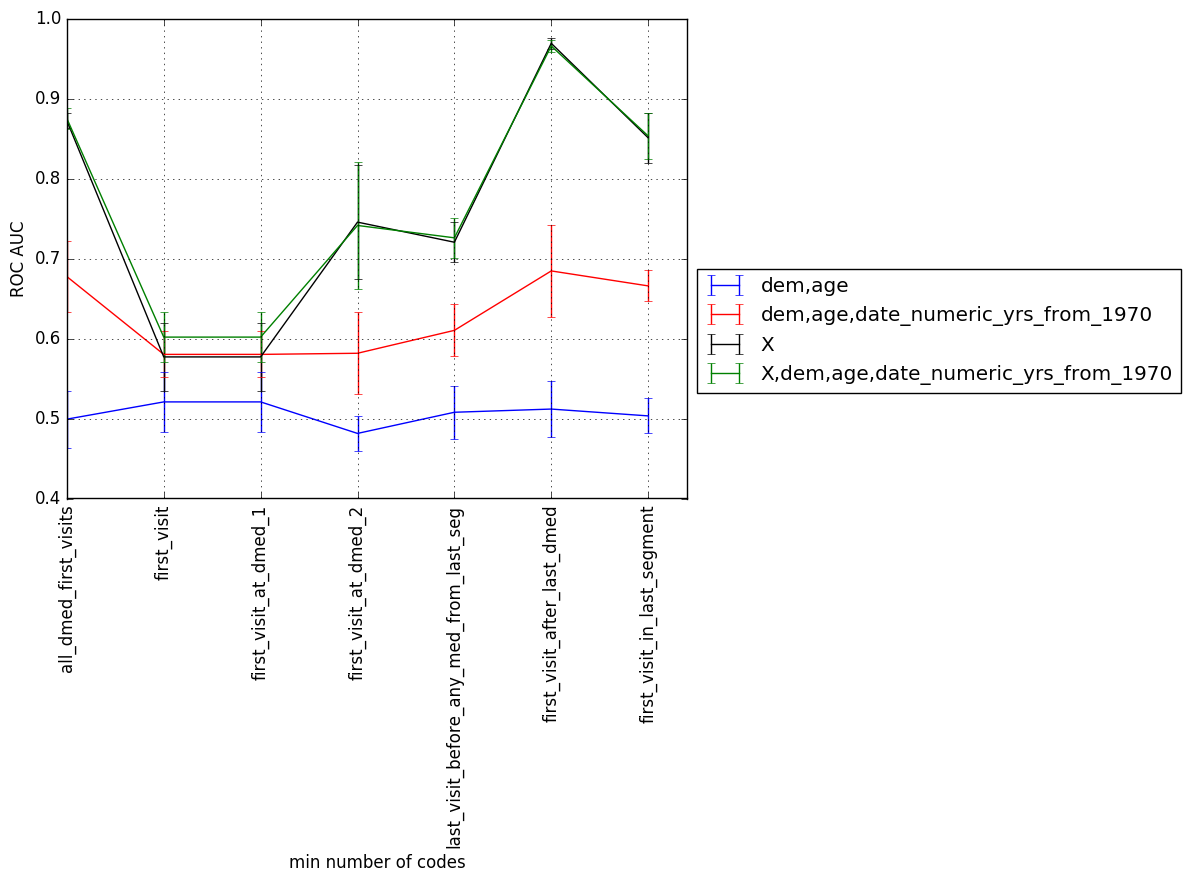 1.0
0.9
0.8
0.7
0.6
0.5
0.4
ROC AUC
all_dmed_first_visits
first_visit
first_visit_at_dmed_1
first_visit_at_dmed_2
last_visit_before_any_med_from_last_seg
first_visit_after_last_dmed
first_visit_in_last_segment
min number of codes
dem,age
dem,age,date_numeric_yrs_from_1970
X
X,dem,age,date_numeric_yrs_from_1970